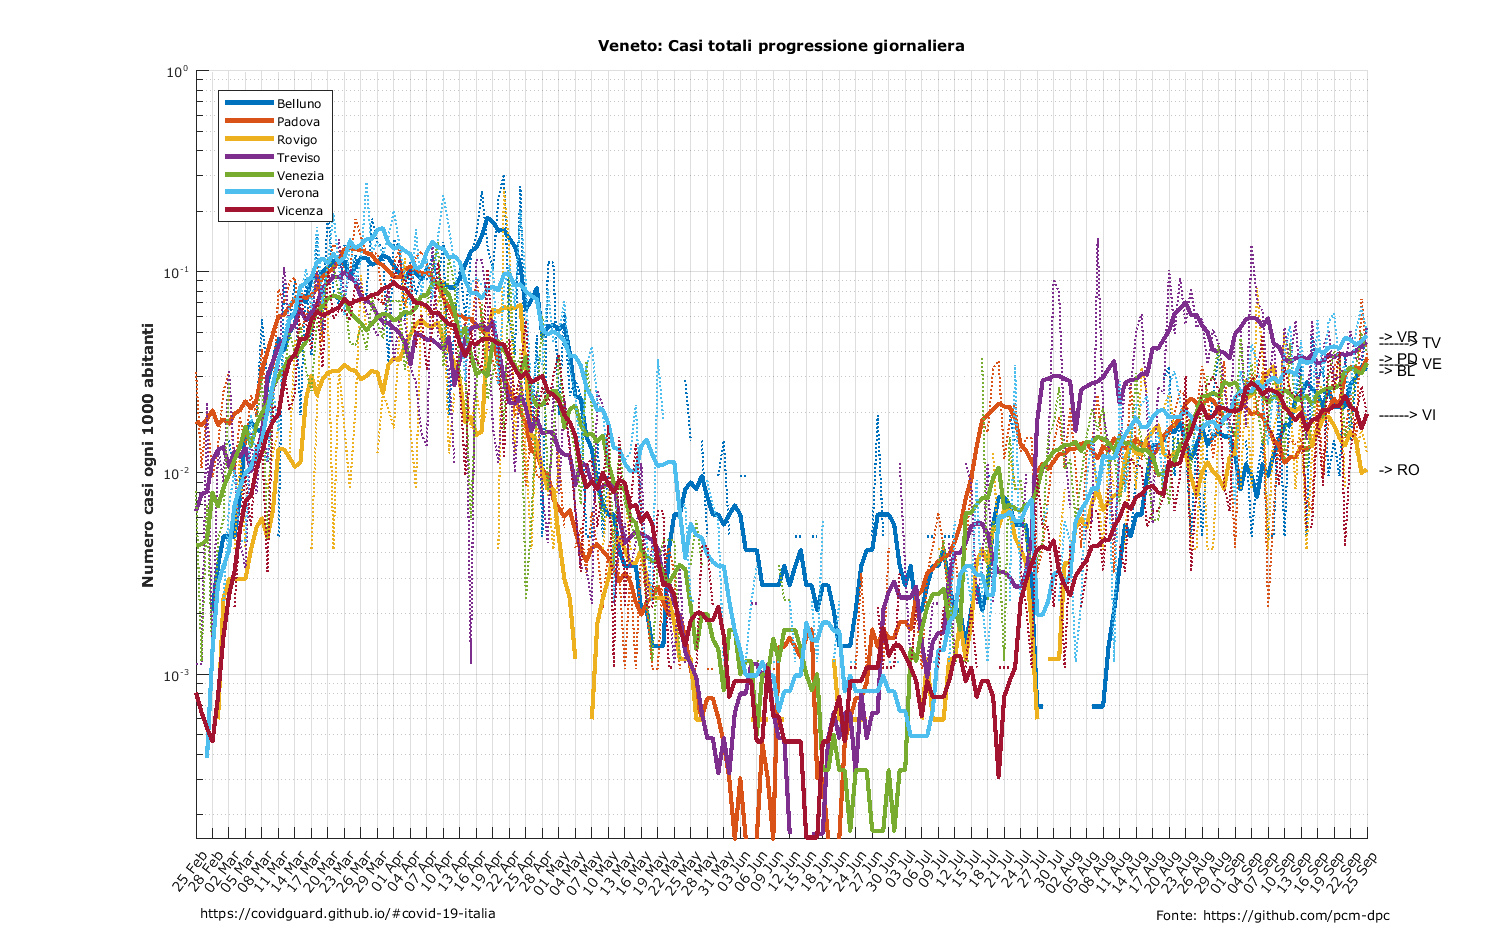 Veneto: Casi totali progressione giornaliera
Numero casi ogni 1000 abitanti
10^0
10^-1
10^-2
10^-3
Belluno
Padova
Rovigo
Treviso
Venezia
Verona
Vicenza
-> VR
------> TV
-> PD
------> VE
-> BL
------> VI
-> RO
25 Feb
28 Feb
02 Mar
05 Mar
08 Mar
11 Mar
14 Mar
17 Mar
20 Mar
23 Mar
26 Mar
29 Mar
01 Apr
04 Apr
07 Apr
10 Apr
13 Apr
16 Apr
19 Apr
22 Apr
25 Apr
28 Apr
01 May
04 May
07 May
10 May
13 May
16 May
19 May
22 May
25 May
28 May
31 May
03 Jun
06 Jun
09 Jun
12 Jun
15 Jun
18 Jun
21 Jun
24 Jun
27 Jun
30 Jun
03 Jul
06 Jul
09 Jul
12 Jul
15 Jul
18 Jul
21 Jul
24 Jul
27 Jul
30 Jul
02 Aug
05 Aug
08 Aug
11 Aug
14 Aug
17 Aug
20 Aug
23 Aug
26 Aug
29 Aug
01 Sep
04 Sep
07 Sep
10 Sep
13 Sep
16 Sep
19 Sep
22 Sep
25 Sep
https://covidguard.github.io/#covid-19-italia
Fonte: https://github.com/pcm-dpc